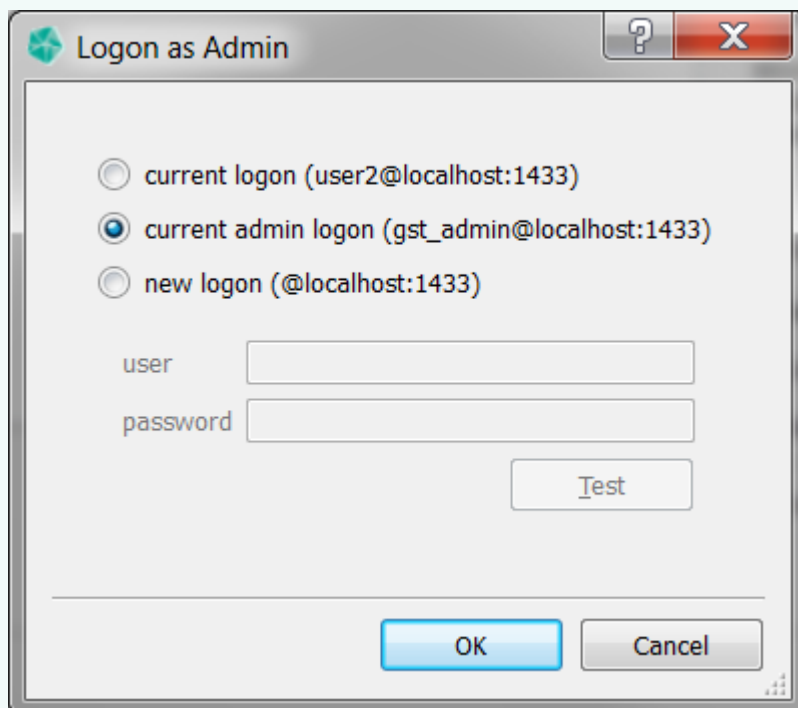 Logon as Admin
current logon (user2@localhost:1433)
current admin logon (gst_admin@localhost:1433)
new logon (@localhost:1433)
user
password
Test
OK Cancel